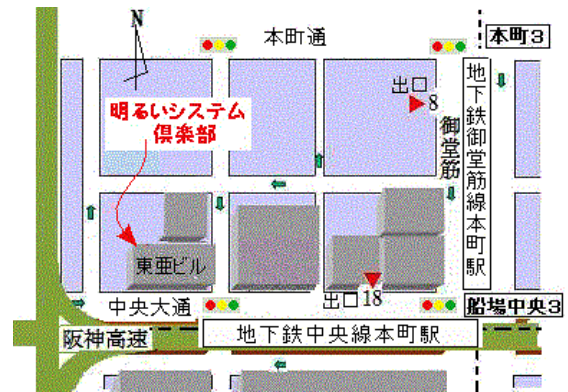 N
本町通
本町3
出口
8
明るいシステム
倶楽部
御堂筋
地下鉄御堂筋線本町駅
東亜ビル
中央大通
出口18
船場中央3
阪神高速
地下鉄中央線本町駅